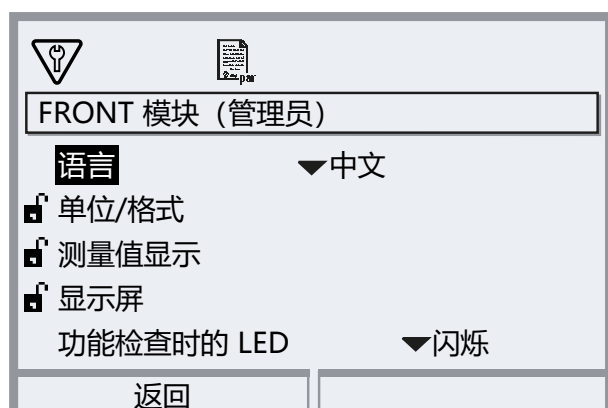 par
FRONT 模块（管理员）
语言 中文
单位/格式
测量值显示
显示屏
功能检查时的 LED 闪烁
返回